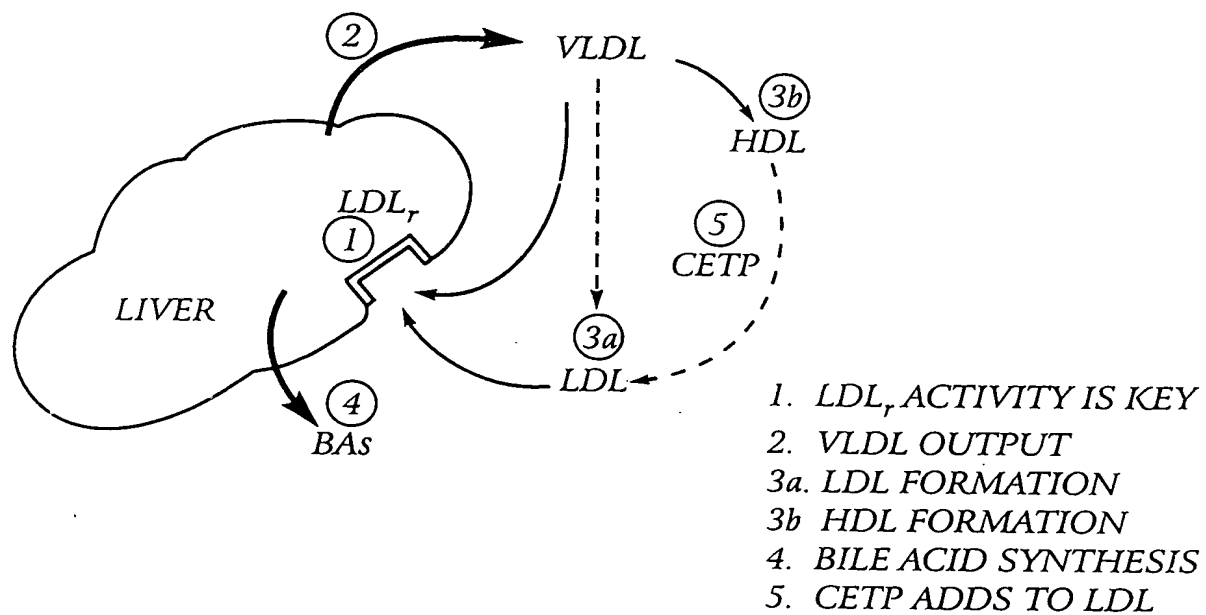 2
VLDL
3b
HDL
LDLr
1
5
CETP
LIVER
3a
LDL
4
BAs
1. LDLr ACTIVITY IS KEY
2. VLDL OUTPUT
3a. LDL FORMATION
3b HDL FORMATION
4. BILE ACID SYNTHESIS
5. CETP ADDS TO LDL